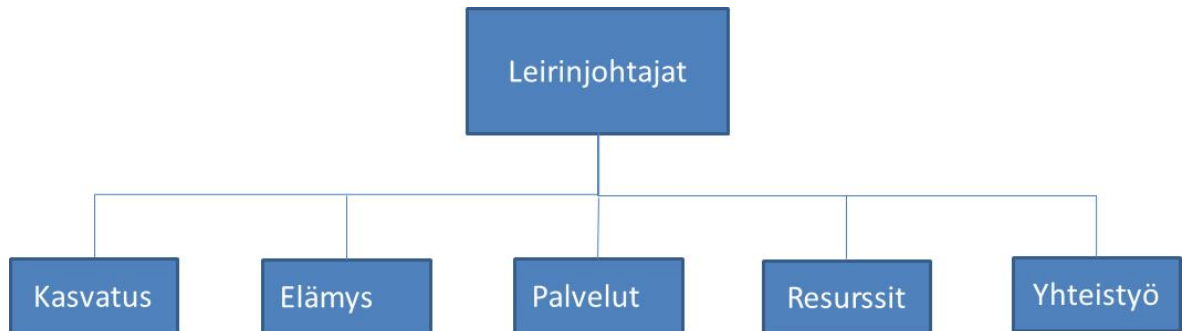 Leirinjohtajat
Kasvatus
Elämys
Palvelut
Resurssit
Yhteistyö